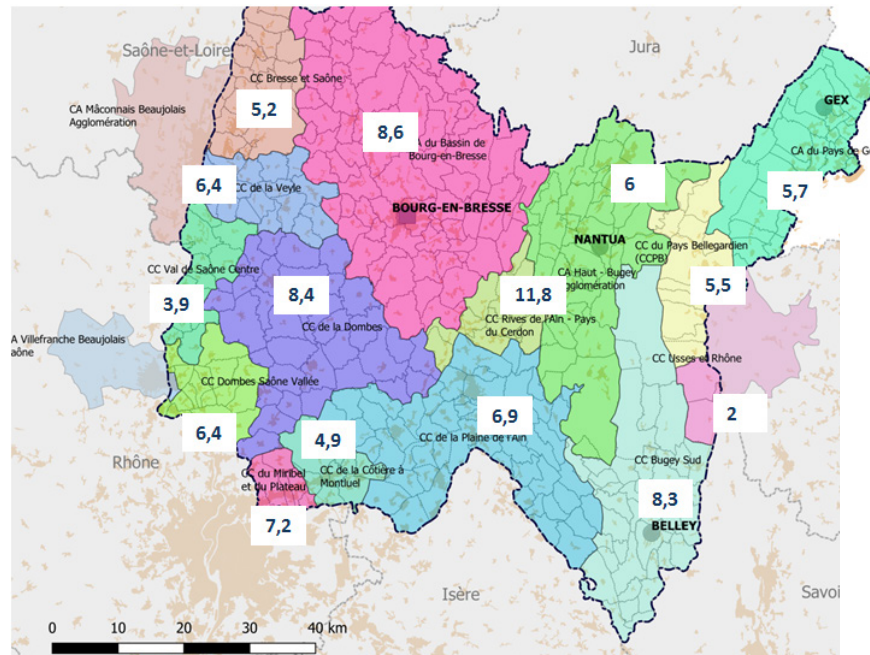 Saône-et-Loire
Jura
CC Bresse et Saône
5,2
CA Mâconnais Beaujolais
Agglomération
GEX
8,6
A du Bassin de
Bourg-en-Bresse
CA du Pays de G
5,7
6,4
CC de la Veyle
6
BOURG-EN-BRESSE
NANTUA
CC du Pays Bellegardien
(CCPB)
CC Val de Saône Centre
CA Haut - Bugey
gglomération
5,5
3,9
8,4
11,8
CC de la Dombes
CC Rives de l'Ain - Pays
du Cerdon
A Villefranche Beaujolais
aône
CC Usses et Rhône
CC Dombes Saône Vallée
2
6,4
4,9
6,9
CC de la Plaine de l'Ain
Rhône
CC du Miribel
et du Plateau
CC de la Côtière à
Montluel
CC Bugey Sud
8,3
7,2
BELLEY
Isère
Savoi
0 10 20 30 40 km